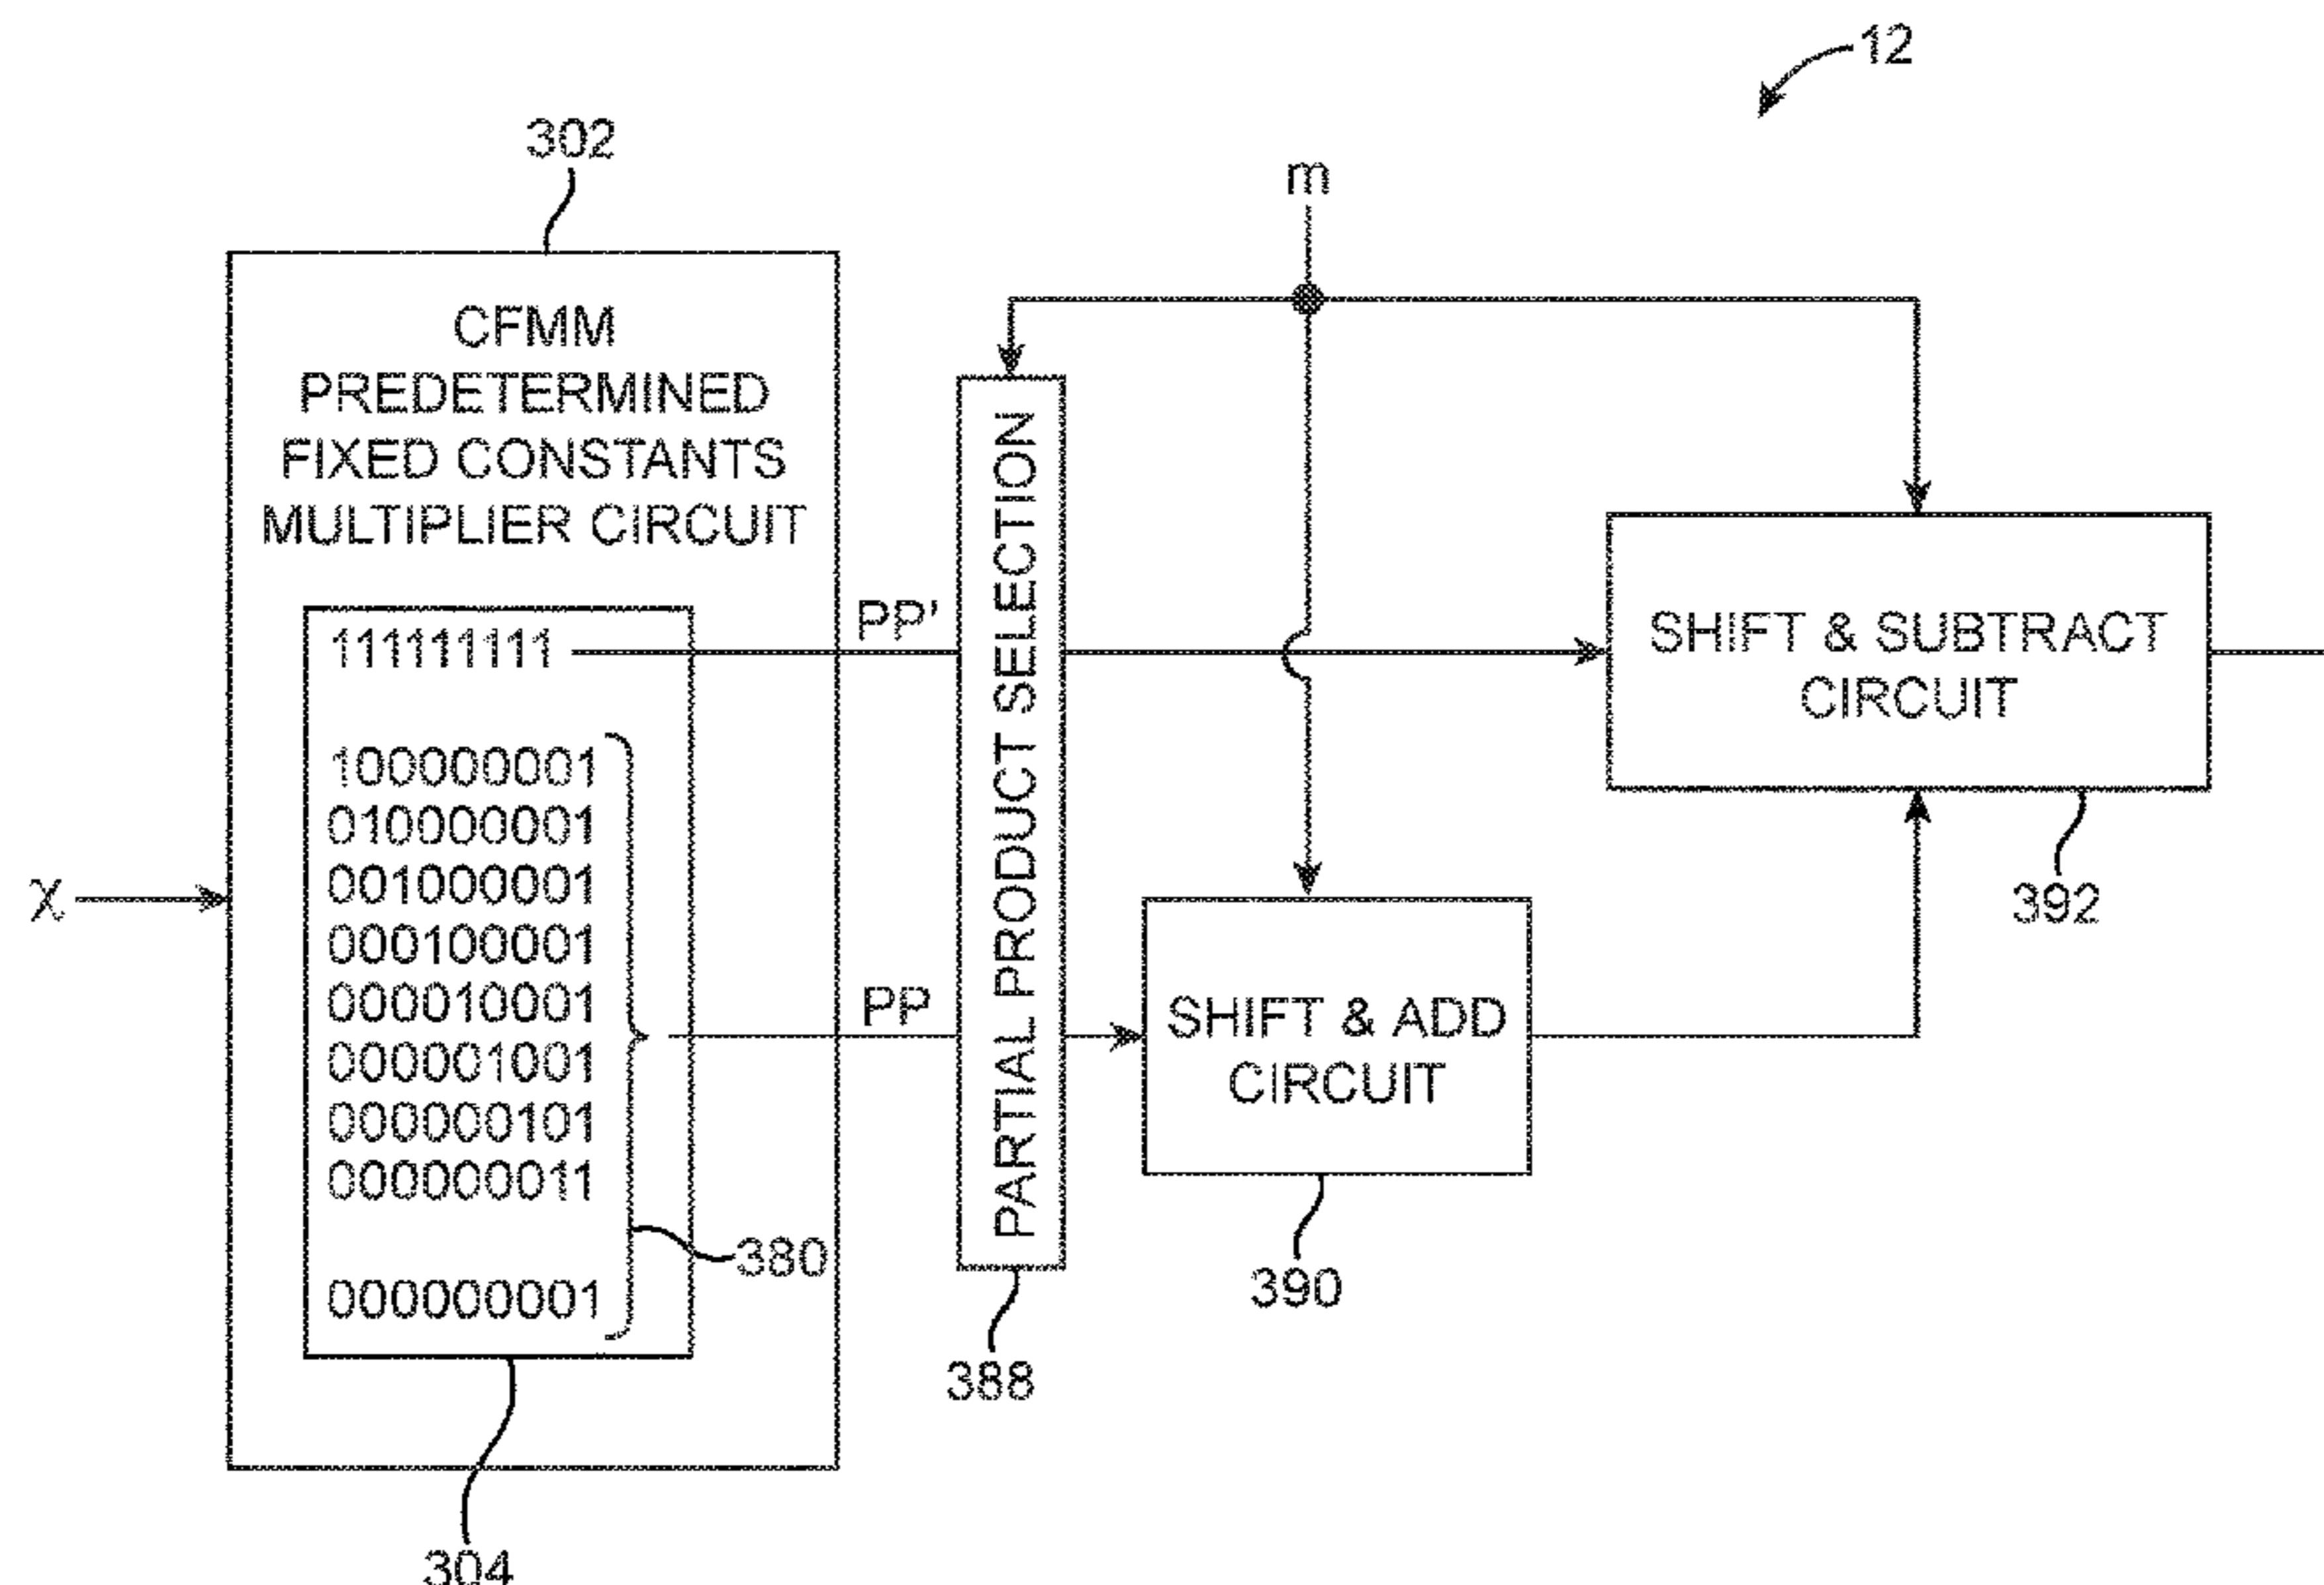 12
302
m
CFMM
PREDETERMINED
FIXED CONSTANTS
MULTIPLIER CIRCUIT
PP'
111111111
100000001
010000001
001000001
000100001
000010001
000001001
000000101
000000011
000000001
χ
PP
380
304
PARTIAL PRODUCT SELECTION
388
SHIFT & ADD
CIRCUIT
390
SHIFT & SUBTRACT
CIRCUIT
392